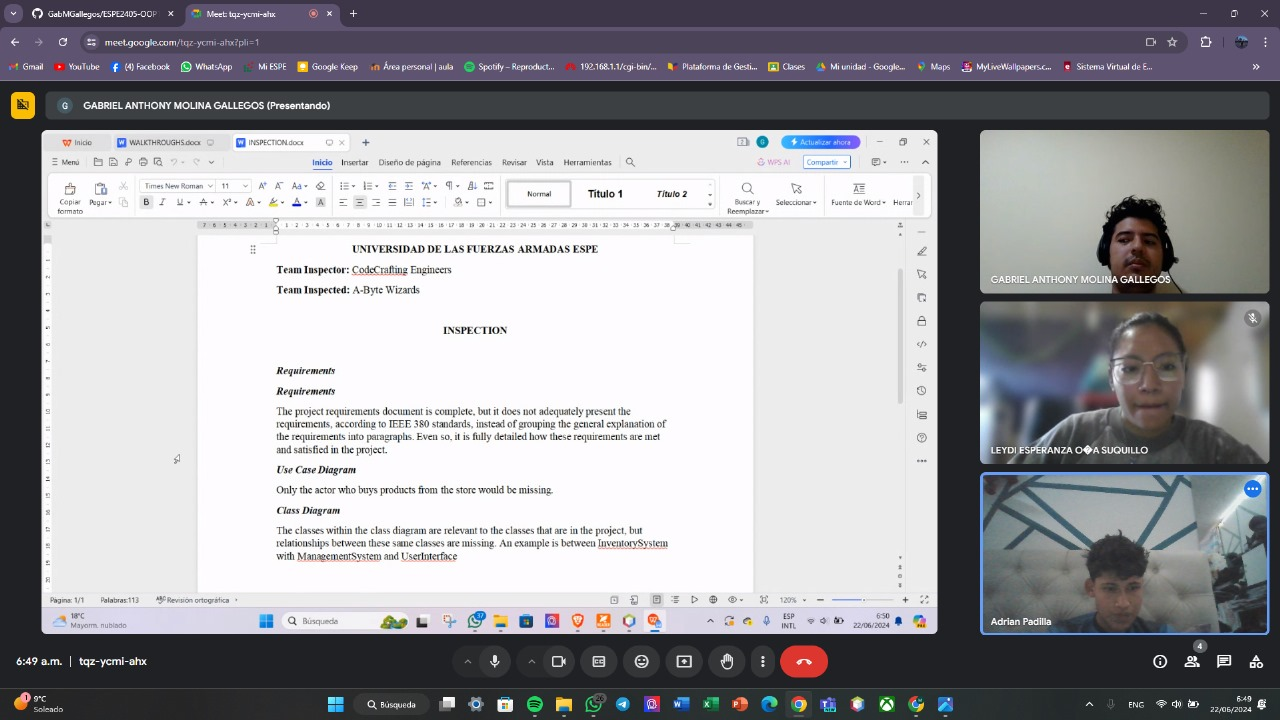 GabMGallegos/ESPE2405-OOP
Meet: tqz-ycmi-ahx
meet.google.com/tqz-ycmi-ahx?pli=1
Gmail YouTube (4) Facebook WhatsApp Mi ESPE Google Keep Área personal | aula Spotify – Reproduct... 192.168.1.1/cgi-bin/... Plataforma de Gesti... Clases Mi unidad - Google... Maps MyLiveWallpapers.c... Sistema Virtual de E...
G GABRIEL ANTHONY MOLINA GALLEGOS (Presentando)
Inicio WALKTHROUGHS.docx INSPECTION.docx G Actualizar ahora
Menú Inicio Insertar Diseño de página Referencias Revisar Vista Herramientas WPS AI Compartir
Copiar formato Pegar Times New Roman 11 Normal Título 1 Título 2 Buscar y Reemplazar Seleccionar Fuente de Word Herrar
UNIVERSIDAD DE LAS FUERZAS ARMADAS ESPE
Team Inspector: CodeCrafting Engineers
Team Inspected: A-Byte Wizards
INSPECTION
Requirements
Requirements
The project requirements document is complete, but it does not adequately present the
requirements, according to IEEE 380 standards, instead of grouping the general explanation of
the requirements into paragraphs. Even so, it is fully detailed how these requirements are met
and satisfied in the project.
Use Case Diagram
Only the actor who buys products from the store would be missing.
Class Diagram
The classes within the class diagram are relevant to the classes that are in the project, but
relationships between these same classes are missing. An example is between InventorySystem
with ManagementSystem and UserInterface
Página: 1/1 Palabras:113 Revisión ortográfica 120%
18°C
Mayorm. nublado
Búsqueda
37
ESP
INTL
6:50
22/06/2024
GABRIEL ANTHONY MOLINA GALLEGOS
LEYDI ESPERANZA O�A SUQUILLO
Adrian Padilla
6:49 a.m. | tqz-ycmi-ahx
4
1
9°C
Soleado
Búsqueda
ENG
6:49
22/06/2024